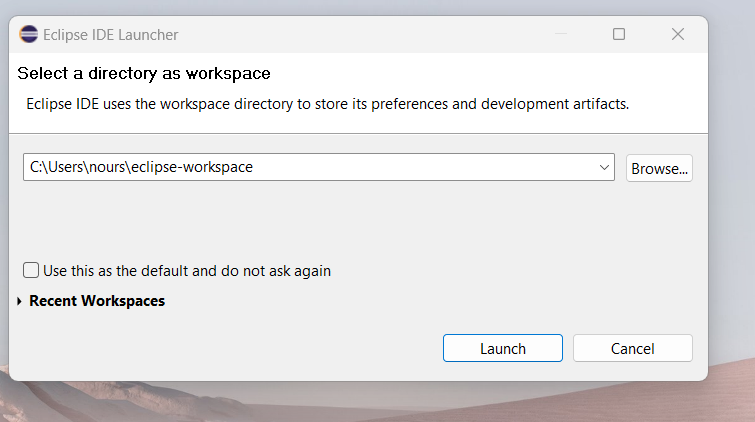 Eclipse IDE Launcher
Select a directory as workspace
Eclipse IDE uses the workspace directory to store its preferences and development artifacts.
C:\Users\nours\eclipse-workspace
Browse...
Use this as the default and do not ask again
Recent Workspaces
Launch Cancel